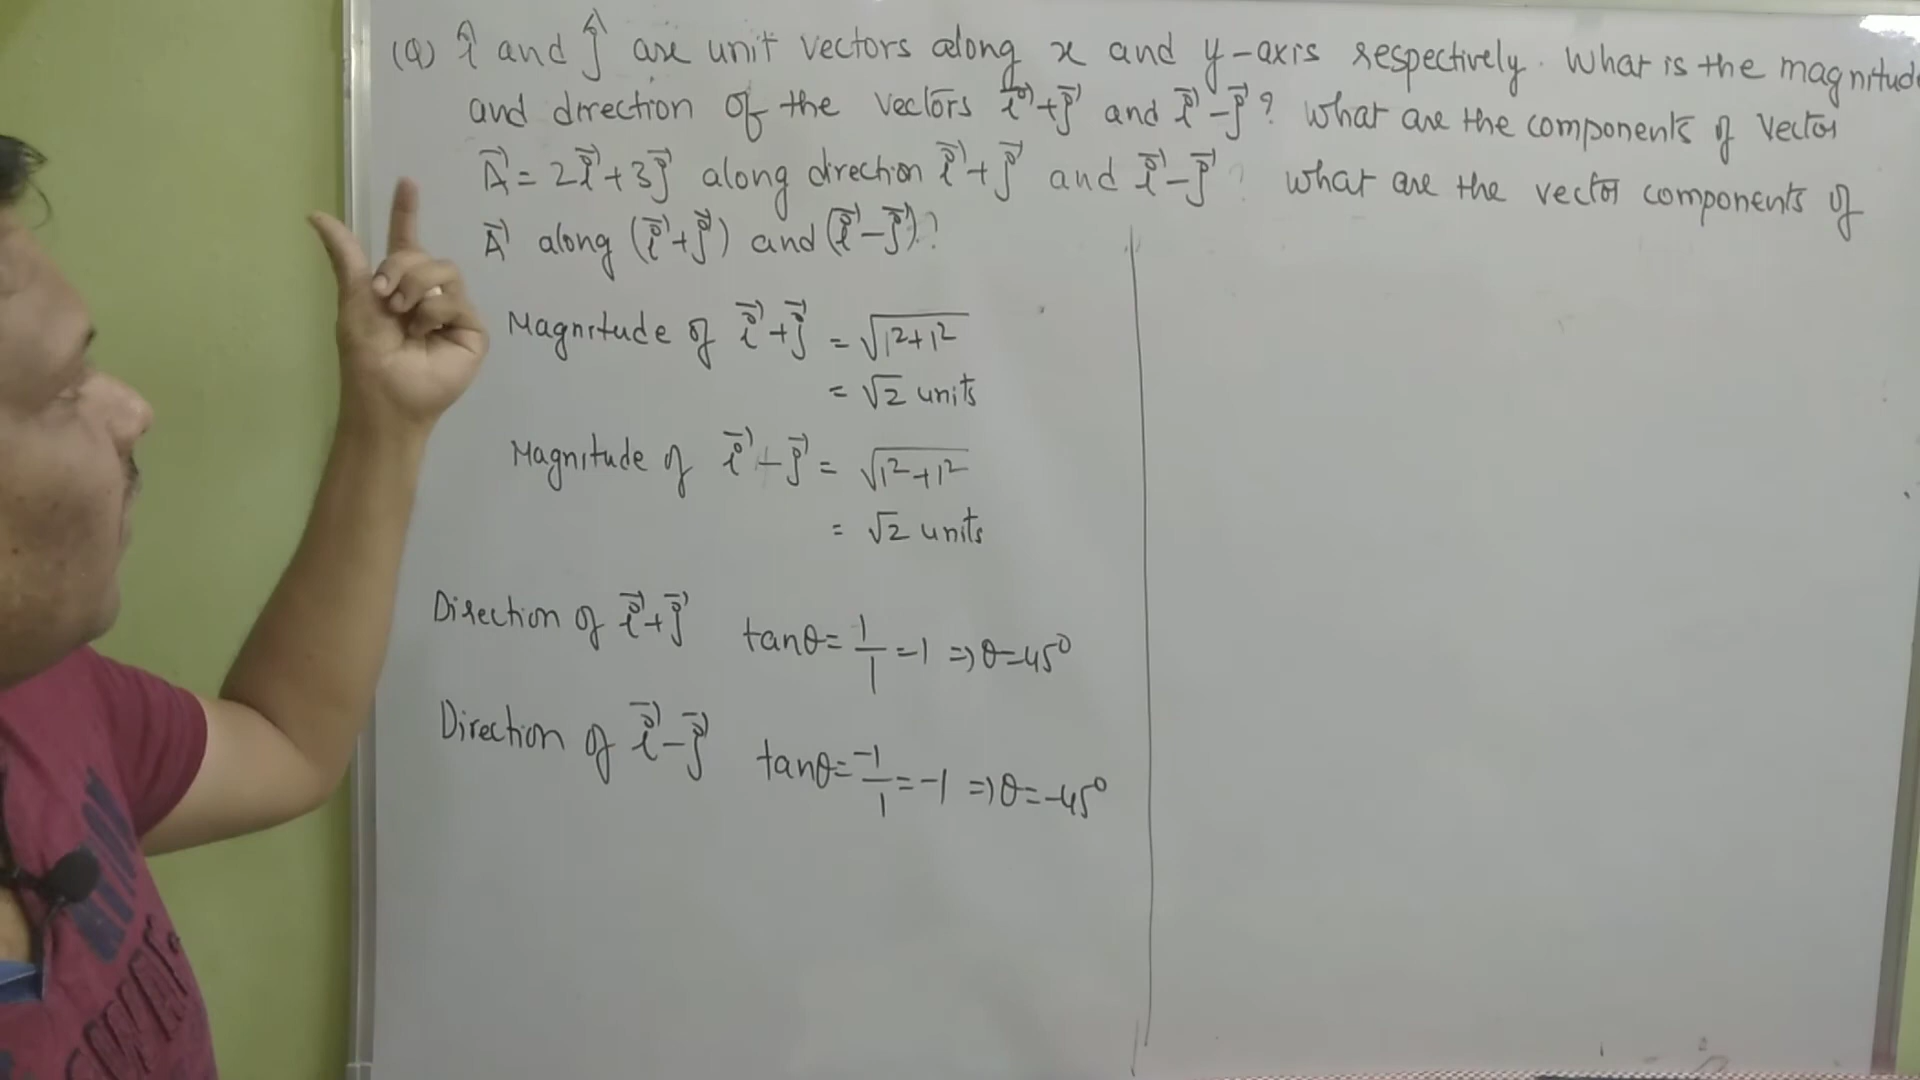 (Q) î and ĵ are unit vectors along x and y-axis respectively. What is the magnitude
and direction of the vectors i⃗+j⃗ and i⃗-j⃗? What are the components of vector
A⃗=2i⃗+3j⃗ along direction i⃗+j⃗ and i⃗-j⃗? what are the vector components of
A⃗ along (i⃗+j⃗) and (i⃗-j⃗)?
Magnitude of i⃗+j⃗ = √1²+1²
= √2 units
Magnitude of i⃗-j⃗ = √1²+1²
= √2 units
Direction of i⃗+j⃗ tanθ=1/1=1 ⇒θ=45°
Direction of i⃗-j⃗ tanθ=-1/1=-1 ⇒θ=-45°